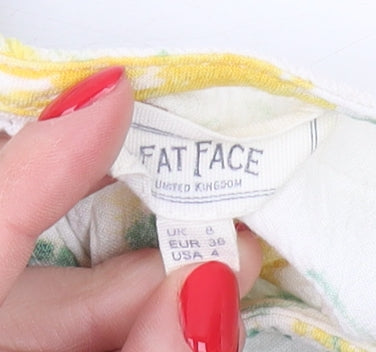 FAT FACE
UNITED KINGDOM
UK 8
EUR 36
USA 4